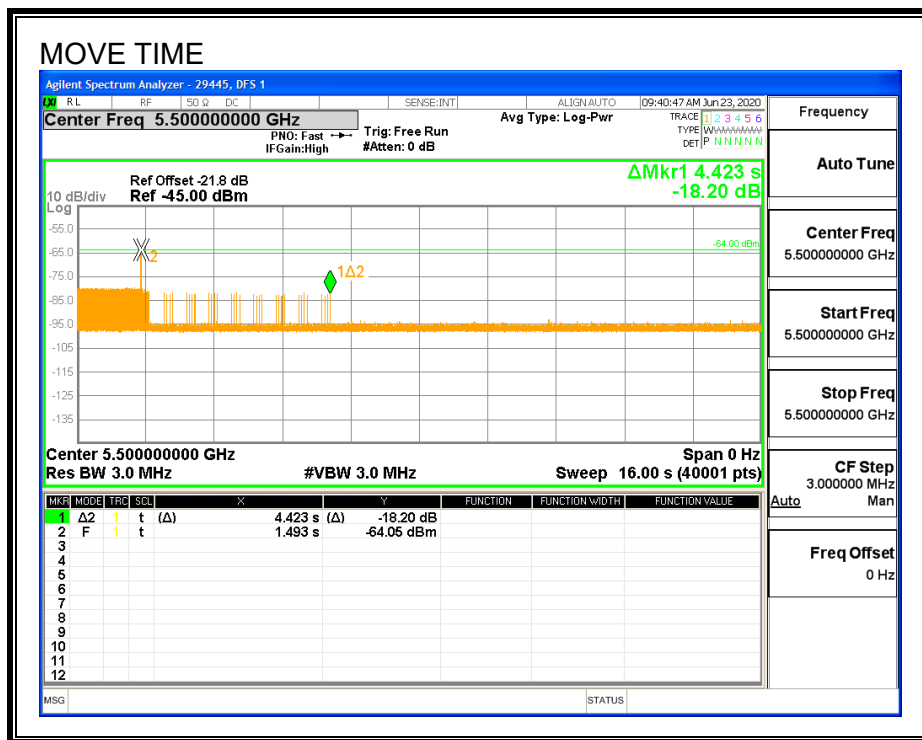 MOVE TIME
Agilent Spectrum Analyzer - 29445, DFS 1
LXI RL RF 50 Ω DC SENSE:INT ALIGN AUTO 09:40:47 AM Jun 23, 2020
Center Freq 5.500000000 GHz
PNO: Fast
IFGain:High
Trig: Free Run
#Atten: 0 dB
Avg Type: Log-Pwr
TRACE 1 2 3 4 5 6
TYPE W
DET P N N N N N
ΔMkr1 4.423 s
-18.20 dB
10 dB/div
Log
Ref Offset -21.8 dB
Ref -45.00 dBm
-55.0
-65.0
-75.0
-85.0
-95.0
-105
-115
-125
-135
2
1Δ2
-64.00 dBm
Center 5.500000000 GHz Span 0 Hz
Res BW 3.0 MHz #VBW 3.0 MHz Sweep 16.00 s (40001 pts)
MKR MODE TRC SCL X Y FUNCTION FUNCTION WIDTH FUNCTION VALUE
1 Δ2 1 t (Δ) 4.423 s (Δ) -18.20 dB
2 F 1 t 1.493 s -64.05 dBm
3
4
5
6
7
8
9
10
11
12
MSG STATUS
Frequency
Auto Tune
Center Freq
5.500000000 GHz
Start Freq
5.500000000 GHz
Stop Freq
5.500000000 GHz
CF Step
3.000000 MHz
Auto Man
Freq Offset
0 Hz